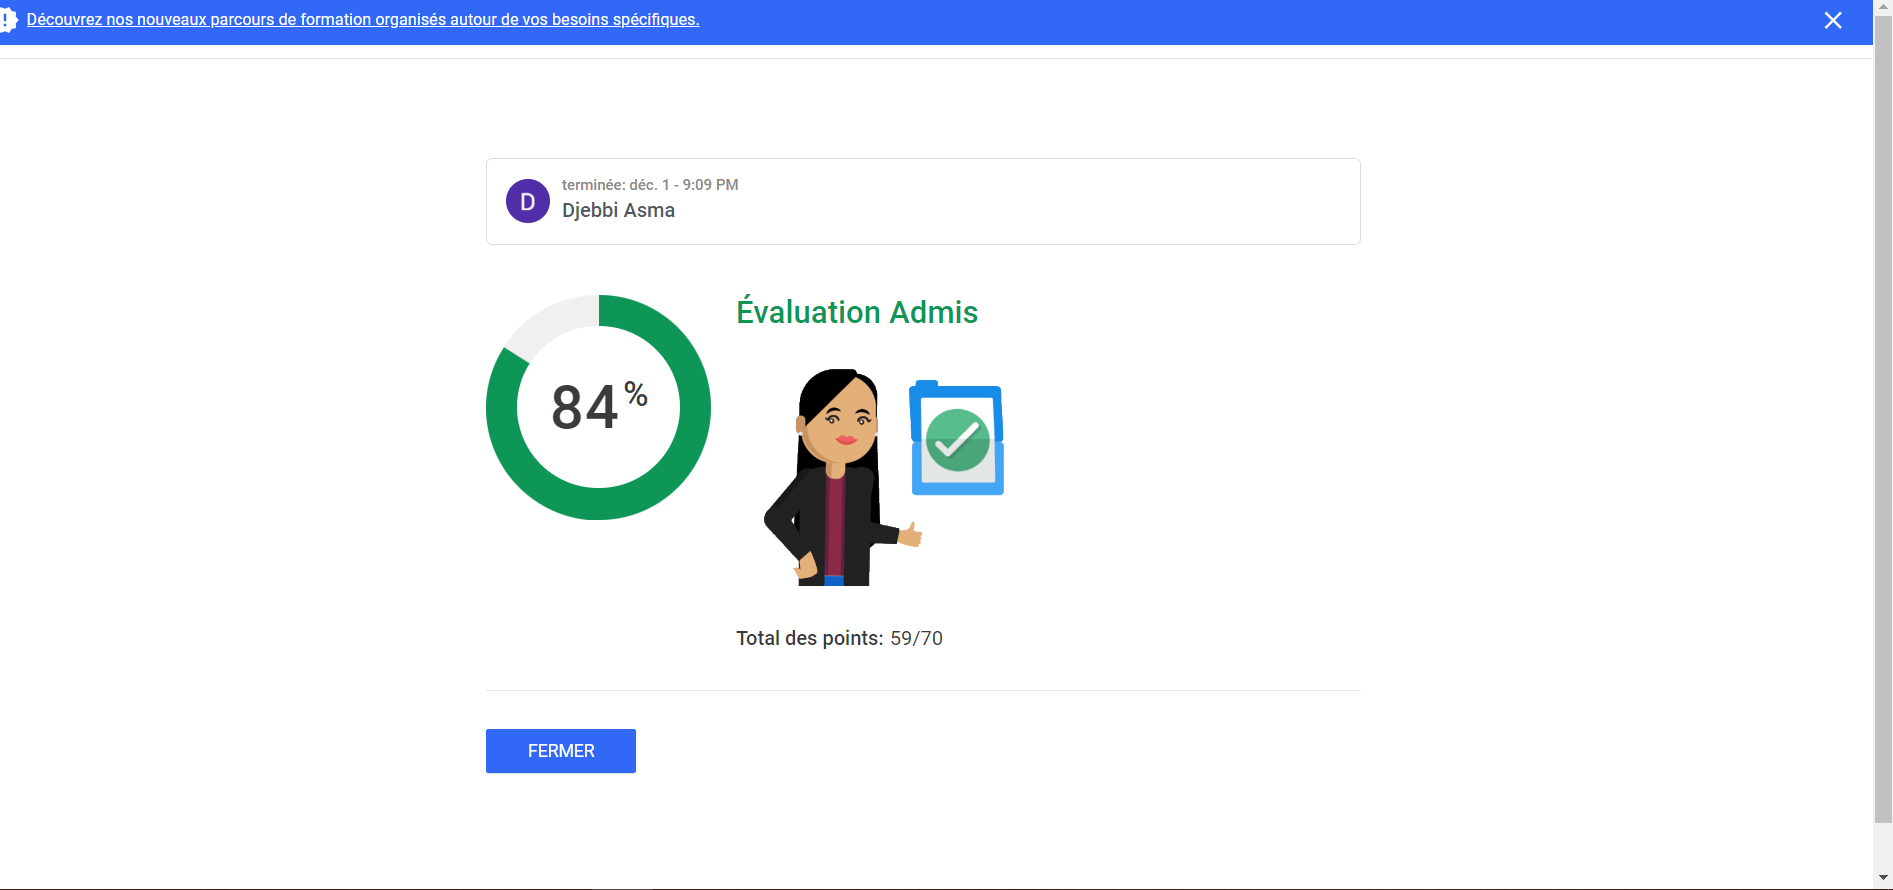 Découvrez nos nouveaux parcours de formation organisés autour de vos besoins spécifiques.
terminée: déc. 1 - 9:09 PM
D
Djebbi Asma
Évaluation Admis
84%
Total des points: 59/70
FERMER